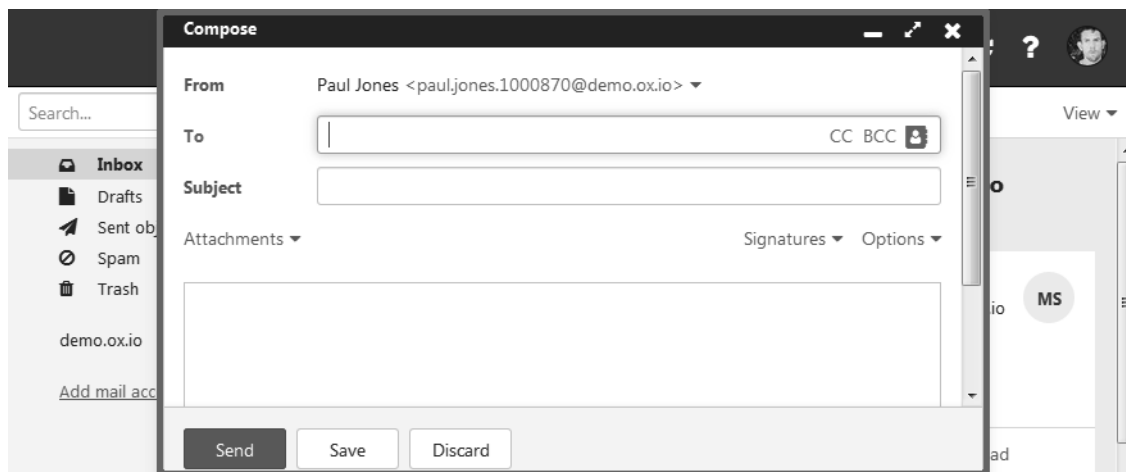 Compose
From Paul Jones <paul.jones.1000870@demo.ox.io>
Search...
View
To CC BCC
Inbox
Drafts
Subject
Sent obj
Attachments Signatures Options
Spam
Trash
MS
io
demo.ox.io
Add mail acc
Send Save Discard
ad